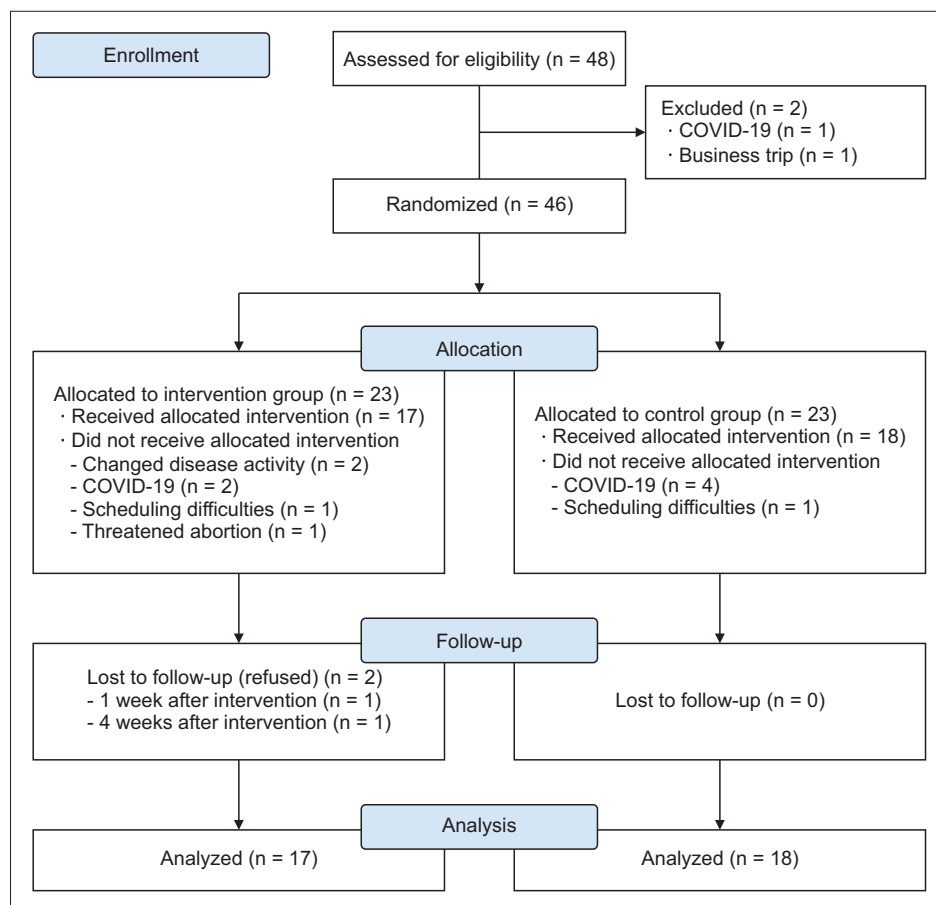 Enrollment
Assessed for eligibility (n = 48)
Excluded (n = 2)
· COVID-19 (n = 1)
· Business trip (n = 1)
Randomized (n = 46)
Allocation
Allocated to intervention group (n = 23)
· Received allocated intervention (n = 17)
· Did not receive allocated intervention
- Changed disease activity (n = 2)
- COVID-19 (n = 2)
- Scheduling difficulties (n = 1)
- Threatened abortion (n = 1)
Allocated to control group (n = 23)
· Received allocated intervention (n = 18)
· Did not receive allocated intervention
- COVID-19 (n = 4)
- Scheduling difficulties (n = 1)
Follow-up
Lost to follow-up (refused) (n = 2)
- 1 week after intervention (n = 1)
- 4 weeks after intervention (n = 1)
Lost to follow-up (n = 0)
Analysis
Analyzed (n = 17)
Analyzed (n = 18)